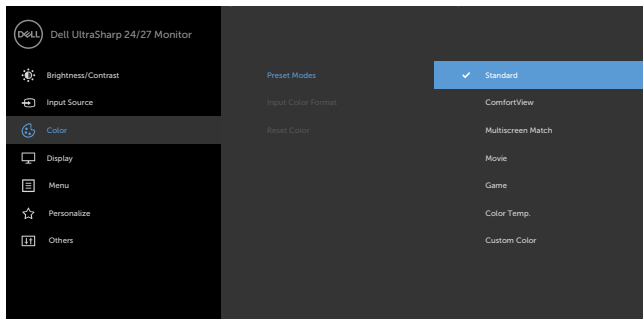 DELL Dell UltraSharp 24/27 Monitor
Brightness/Contrast Preset Modes Standard
Input Source Input Color Format ComfortView
Color Reset Color Multiscreen Match
Display Movie
Menu Game
Personalize Color Temp.
Others Custom Color